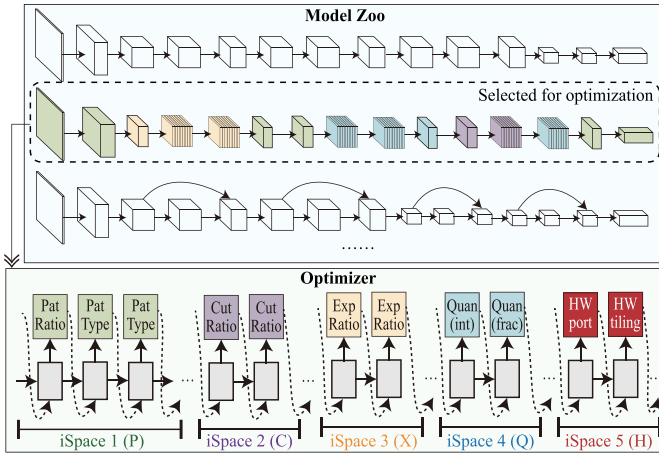 Model Zoo
Selected for optimization
......
Optimizer
Pat
Ratio
Pat
Type
Pat
Type
Cut
Ratio
Cut
Ratio
Exp
Ratio
Exp
Ratio
Quan
(int)
Quan
(frac)
HW
port
HW
tiling
... ... ... ... ...
iSpace 1 (P)
iSpace 2 (C)
iSpace 3 (X)
iSpace 4 (Q)
iSpace 5 (H)